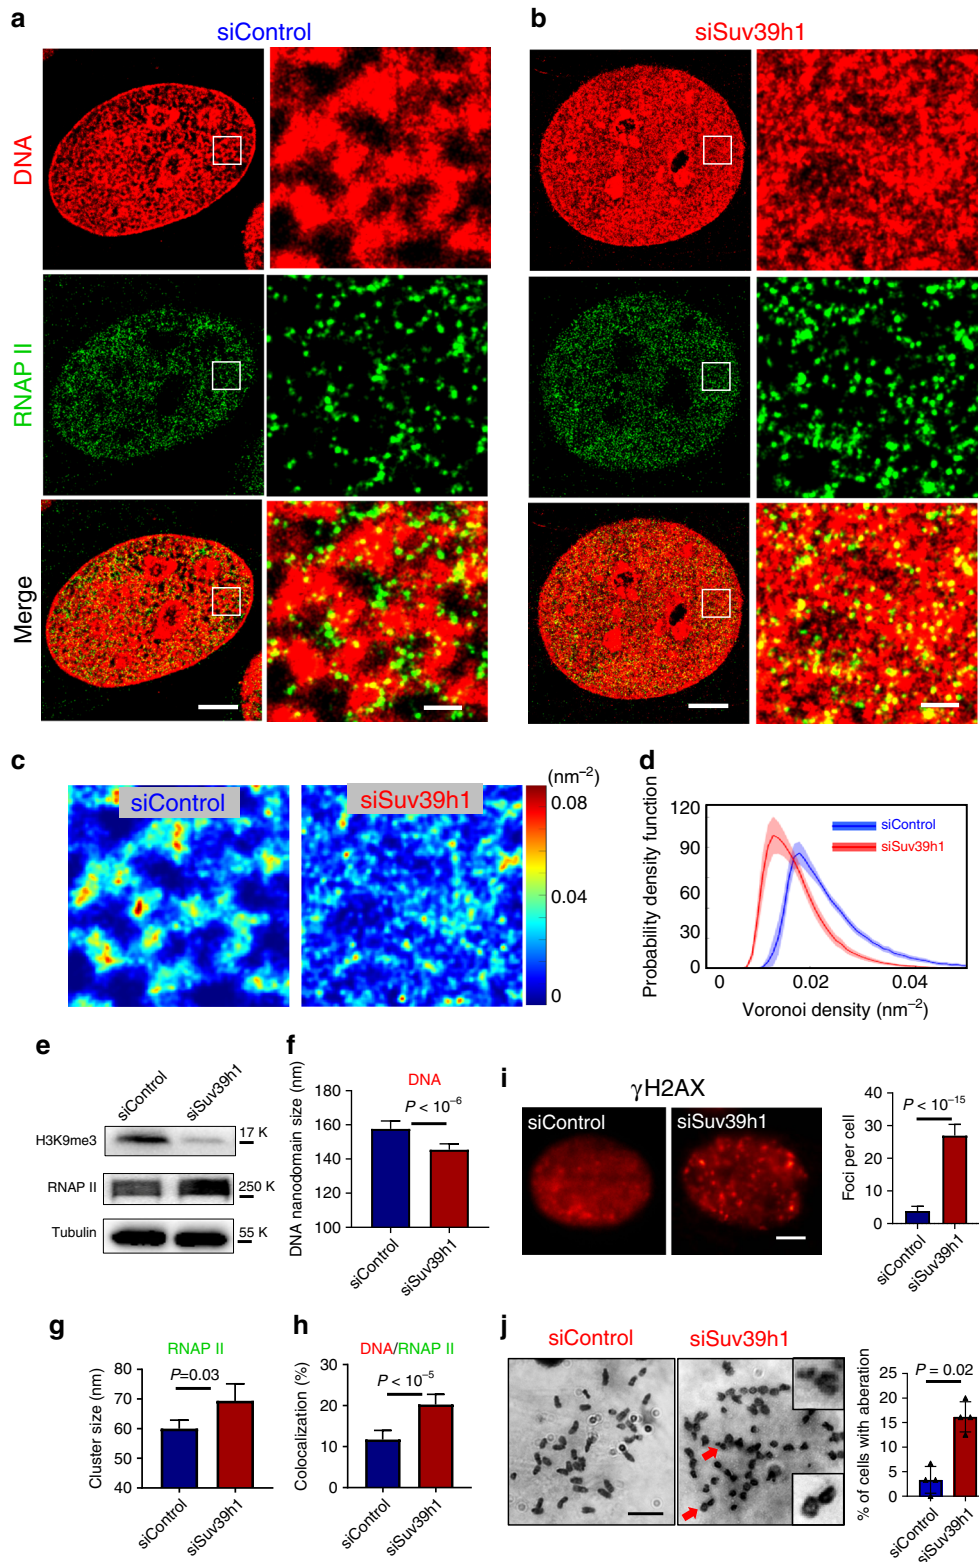 a
siControl
b
siSuv39h1
DNA
RNAP II
Merge
c
(nm⁻²)
siControl
siSuv39h1
0.08
0.04
0
d
Probability density function
120
90
60
30
0
siControl
siSuv39h1
0
0.02
0.04
Voronoi density (nm⁻²)
e
siControl
siSuv39h1
H3K9me3
17 K
RNAP II
250 K
Tubulin
55 K
f
DNA
P < 10⁻⁶
DNA nanodomain size (nm)
180
160
140
120
100
siControl
siSuv39h1
i
γH2AX
siControl
siSuv39h1
P < 10⁻¹⁵
Foci per cell
40
30
20
10
0
siControl
siSuv39h1
g
RNAP II
P=0.03
Cluster size (nm)
80
70
60
50
40
siControl
siSuv39h1
h
DNA/RNAP II
P < 10⁻⁵
Colocalization (%)
30
20
10
0
siControl
siSuv39h1
j
siControl
siSuv39h1
P = 0.02
% of cells with aberation
25
20
15
10
5
0
siControl
siSuv39h1